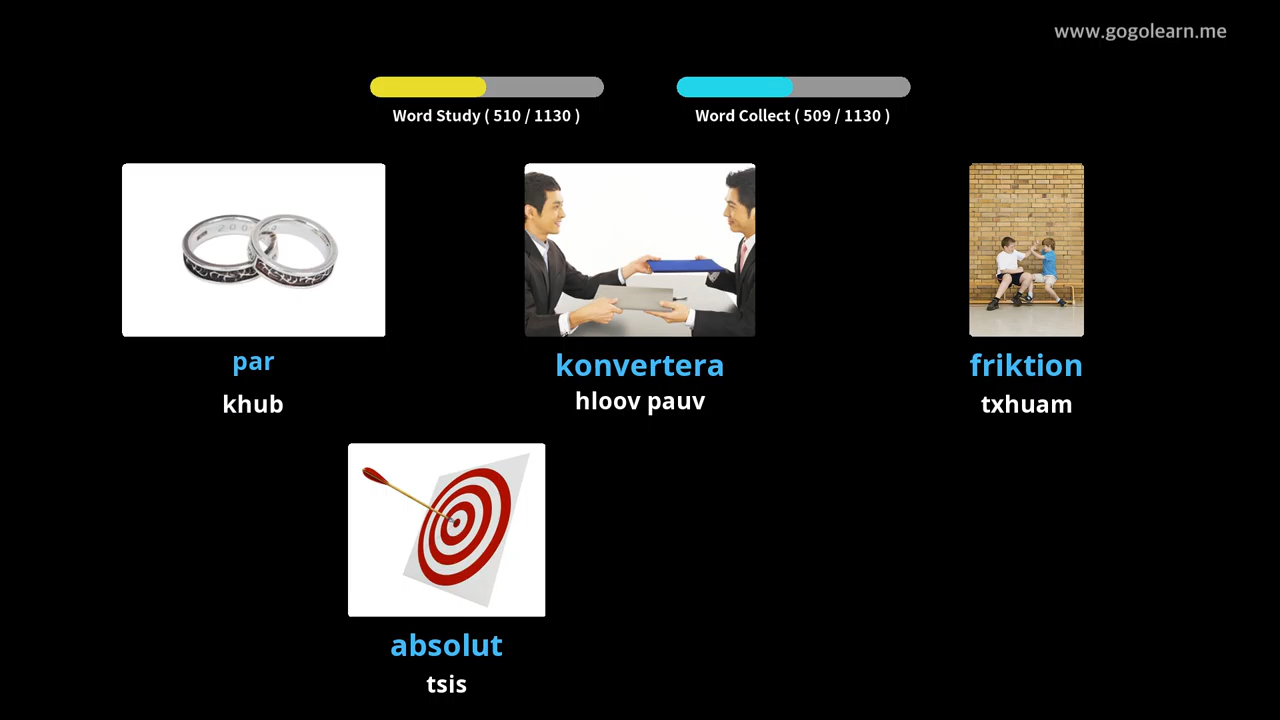 www.gogolearn.me
Word Study ( 510 / 1130 )
Word Collect ( 509 / 1130 )
par
khub
konvertera
hloov pauv
friktion
txhuam
absolut
tsis